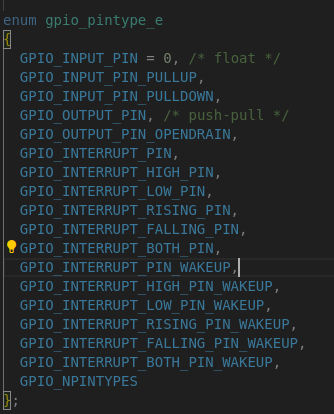 enum gpio_pintype_e
{
GPIO_INPUT_PIN = 0, /* float */
GPIO_INPUT_PIN_PULLUP,
GPIO_INPUT_PIN_PULLDOWN,
GPIO_OUTPUT_PIN, /* push-pull */
GPIO_OUTPUT_PIN_OPENDRAIN,
GPIO_INTERRUPT_PIN,
GPIO_INTERRUPT_HIGH_PIN,
GPIO_INTERRUPT_LOW_PIN,
GPIO_INTERRUPT_RISING_PIN,
GPIO_INTERRUPT_FALLING_PIN,
GPIO_INTERRUPT_BOTH_PIN,
GPIO_INTERRUPT_PIN_WAKEUP,
GPIO_INTERRUPT_HIGH_PIN_WAKEUP,
GPIO_INTERRUPT_LOW_PIN_WAKEUP,
GPIO_INTERRUPT_RISING_PIN_WAKEUP,
GPIO_INTERRUPT_FALLING_PIN_WAKEUP,
GPIO_INTERRUPT_BOTH_PIN_WAKEUP,
GPIO_NPINTYPES
};